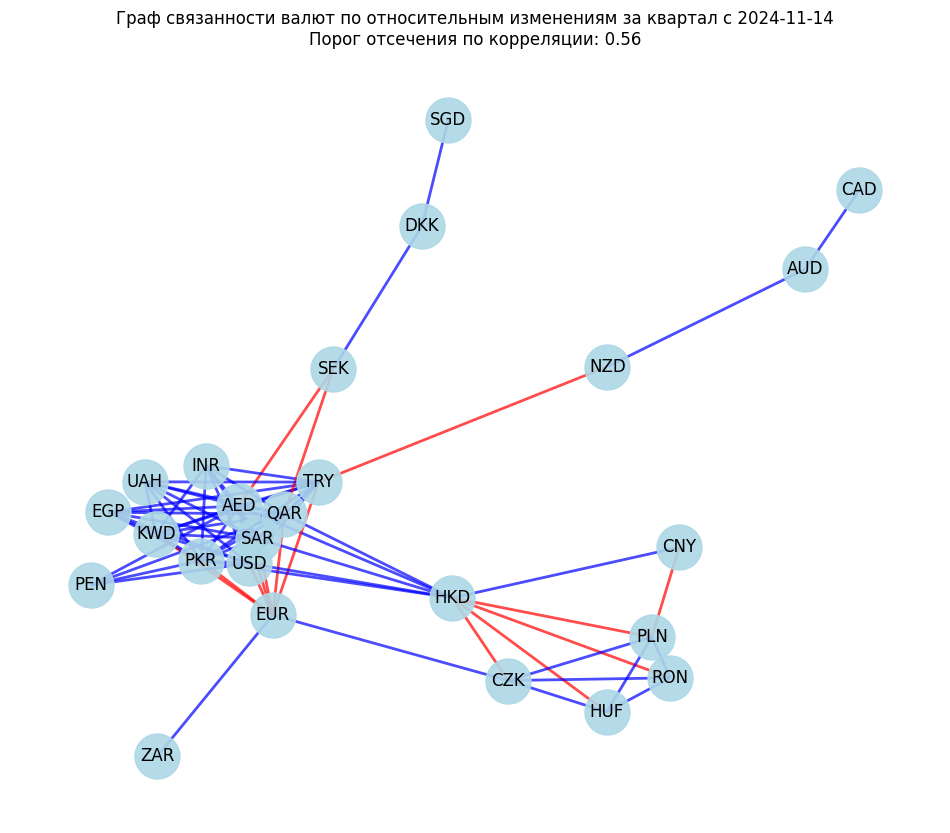 Граф связанности валют по относительным изменениям за квартал с 2024-11-14
Порог отсечения по корреляции: 0.56
SGD
CAD
DKK
AUD
NZD
SEK
INR
UAH
TRY
AED
EGP
QAR
KWD
SAR
CNY
PKR
USD
PEN
HKD
EUR
PLN
RON
CZK
HUF
ZAR